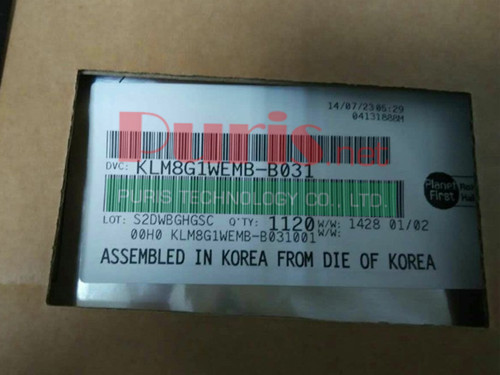 14/07/23 05:29
04131888M
Puris.net
DVC: KLM8G1WEMB-B031
PURIS TECHNOLOGY CO., LTD.
LOT: S2DWBGHGSC Q'TY: 1120 W/W: 1428 01/02
W/W:
00H0 KLM8G1WEMB-B031001
Planet
First
ASSEMBLED IN KOREA FROM DIE OF KOREA